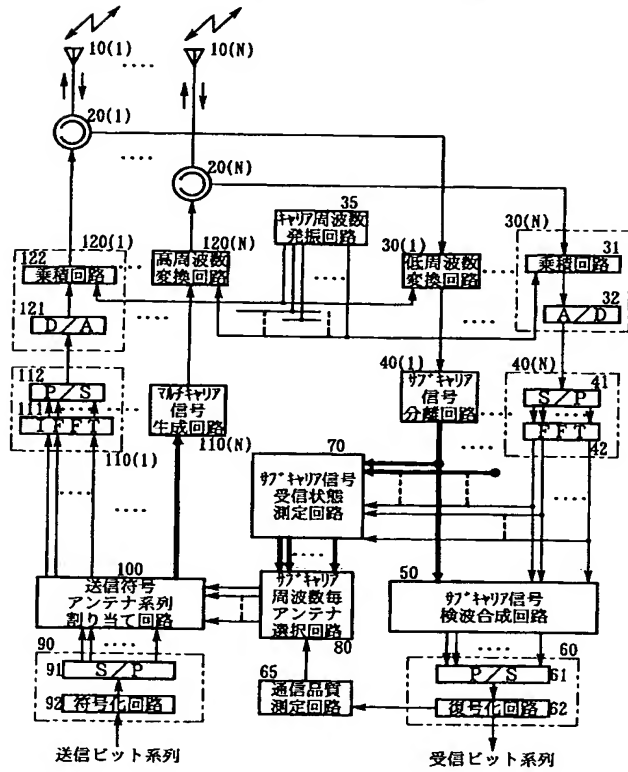 10(1)
10(N)
20(1)
20(N)
35
キャリア周波数
発振回路
30(N)
31
乗積回路
32
A/D
120(1)
122
乗積回路
121
D/A
120(N)
高周波数
変換回路
30(1)
低周波数
変換回路
112
P/S
111
IFFT
110(1)
マルチキャリア
信号
生成回路
110(N)
40(1)
サブキャリア
信号
分離回路
40(N)
41
S/P
FFT
42
70
サブキャリア信号
受信状態
測定回路
100
送信符号
アンテナ系列
割り当て回路
サブキャリア
周波数毎
アンテナ
選択回路
80
50
サブキャリア信号
検波合成回路
90
91
S/P
92
符号化回路
65
通信品質
測定回路
60
P/S
61
復号化回路
62
送信ビット系列
受信ビット系列